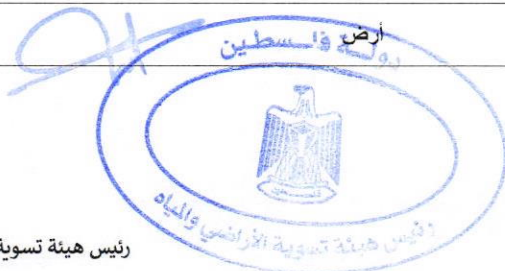 أرض
دولة فلسطين
رئيس هيئة تسوية الأراضي والمياه
رئيس هيئة تسوية